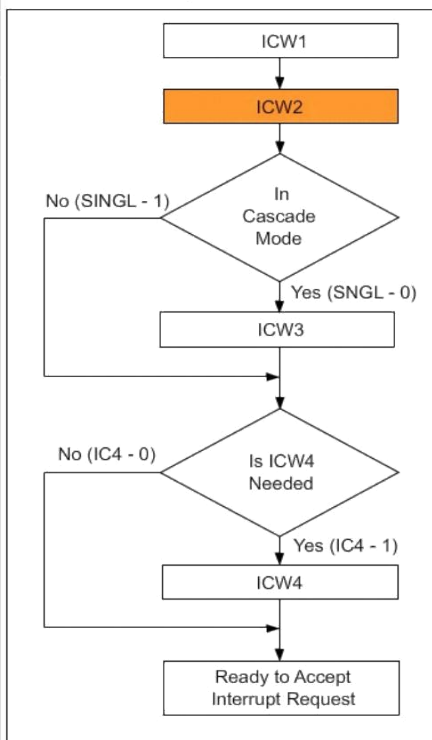 ICW1
ICW2
In
Cascade
Mode
No (SINGL - 1)
Yes (SNGL - 0)
ICW3
No (IC4 - 0)
Is ICW4
Needed
Yes (IC4 - 1)
ICW4
Ready to Accept
Interrupt Request